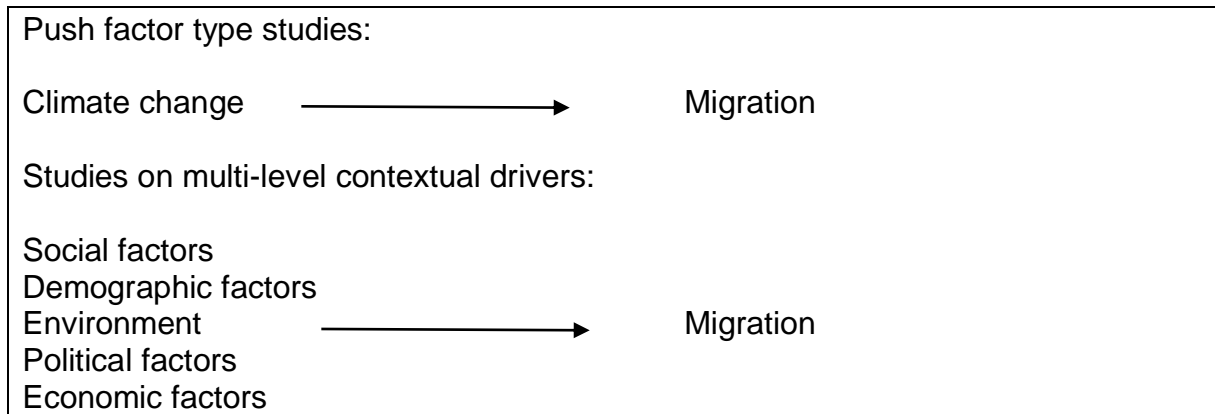 Push factor type studies:
Climate change Migration
Studies on multi-level contextual drivers:
Social factors
Demographic factors
Environment Migration
Political factors
Economic factors